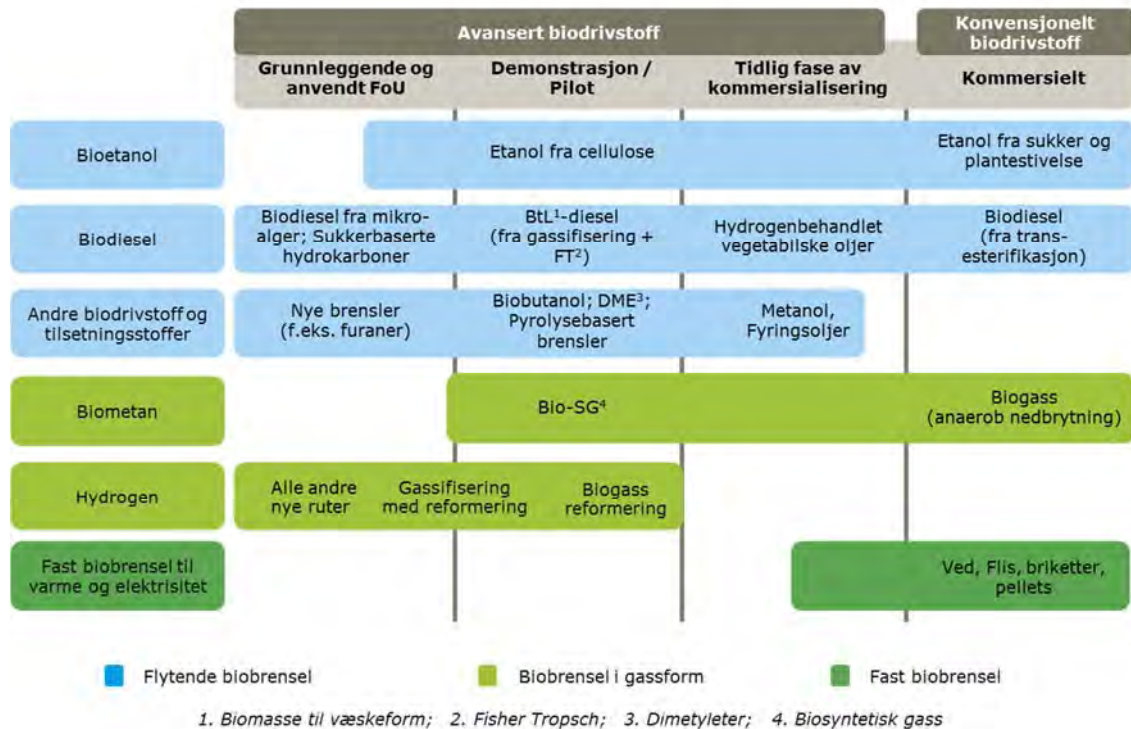 Avansert biodrivstoff
Konvensjonelt
biodrivstoff
Grunnleggende og
anvendt FoU
Demonstrasjon /
Pilot
Tidlig fase av
kommersialisering
Kommersielt
Bioetanol
Etanol fra cellulose
Etanol fra sukker og
plantestivelse
Biodiesel
Biodiesel fra mikro-
alger; Sukkerbaserte
hydrokarboner
BtL¹-diesel
(fra gassifisering +
FT²)
Hydrogenbehandlet
vegetabilske oljer
Biodiesel
(fra trans-
esterifikasjon)
Andre biodrivstoff og
tilsetningsstoffer
Nye brensler
(f.eks. furaner)
Biobutanol; DME³;
Pyrolysebasert
brensler
Metanol,
Fyringsoljer
Biometan
Bio-SG⁴
Biogass
(anaerob nedbrytning)
Hydrogen
Alle andre
nye ruter
Gassifisering
med reformering
Biogass
reformering
Fast biobrensel til
varme og elektrisitet
Ved, Flis, briketter,
pellets
Flytende biobrensel
Biobrensel i gassform
Fast biobrensel
1. Biomasse til væskeform; 2. Fisher Tropsch; 3. Dimetyleter; 4. Biosyntetisk gass